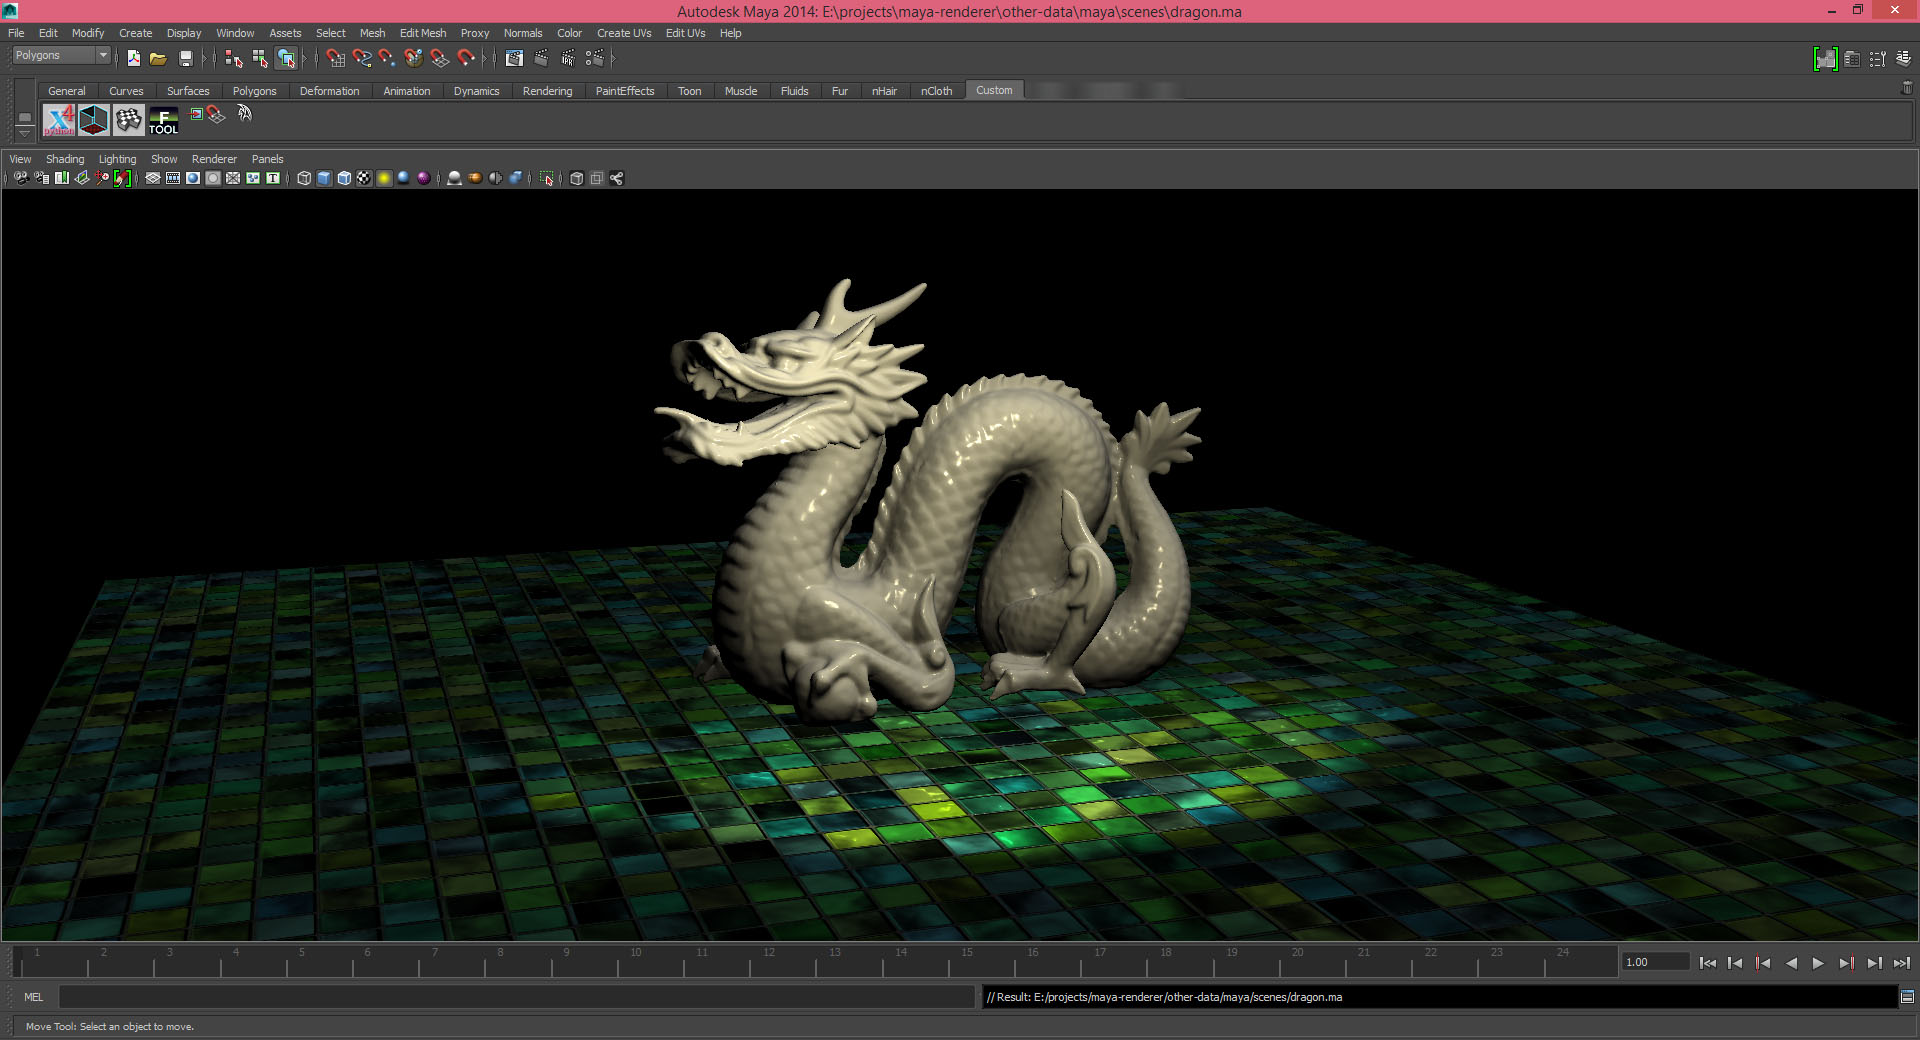 Autodesk Maya 2014: E:\projects\maya-renderer\other-data\maya\scenes\dragon.ma
File Edit Modify Create Display Window Assets Select Mesh Edit Mesh Proxy Normals Color Create UVs Edit UVs Help
Polygons
General Curves Surfaces Polygons Deformation Animation Dynamics Rendering PaintEffects Toon Muscle Fluids Fur nHair nCloth Custom
X4 python F TOOL
View Shading Lighting Show Renderer Panels
1 2 3 4 5 6 7 8 9 10 11 12 13 14 15 16 17 18 19 20 21 22 23 24 1.00
MEL // Result: E:/projects/maya-renderer/other-data/maya/scenes/dragon.ma
Move Tool: Select an object to move.